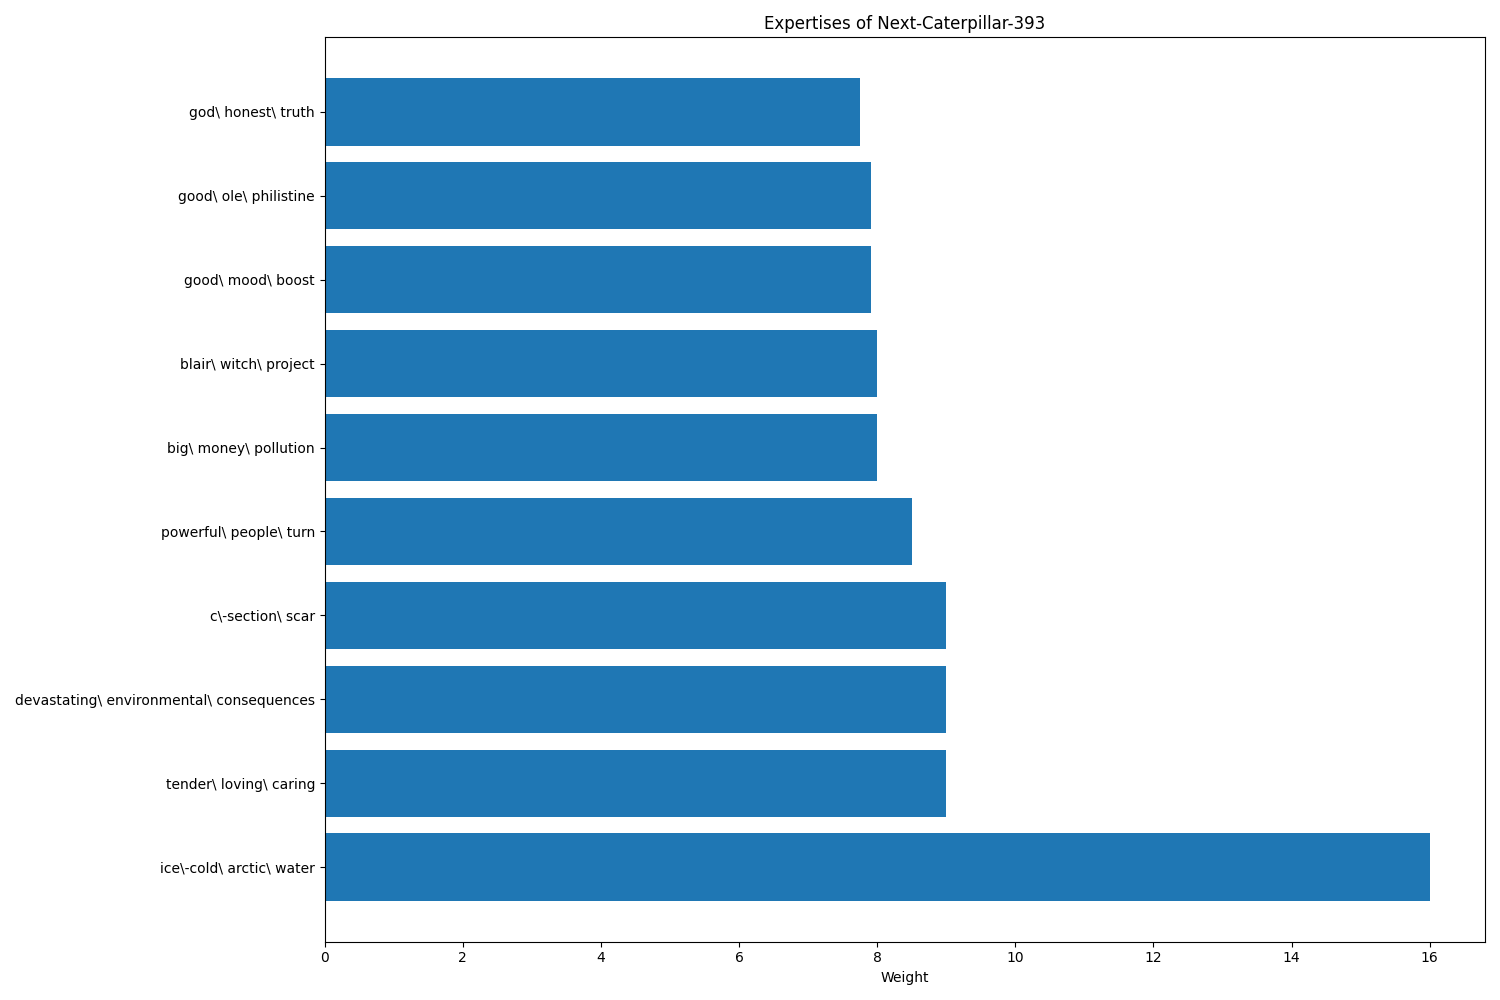 Expertises of Next-Caterpillar-393
god\ honest\ truth
good\ ole\ philistine
good\ mood\ boost
blair\ witch\ project
big\ money\ pollution
powerful\ people\ turn
c\-section\ scar
devastating\ environmental\ consequences
tender\ loving\ caring
ice\-cold\ arctic\ water
0 2 4 6 8 10 12 14 16
Weight